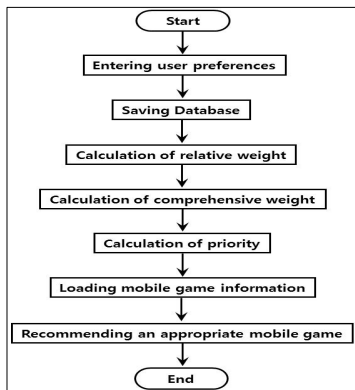 Start
Entering user preferences
Saving Database
Calculation of relative weight
Calculation of comprehensive weight
Calculation of priority
Loading mobile game information
Recommending an appropriate mobile game
End